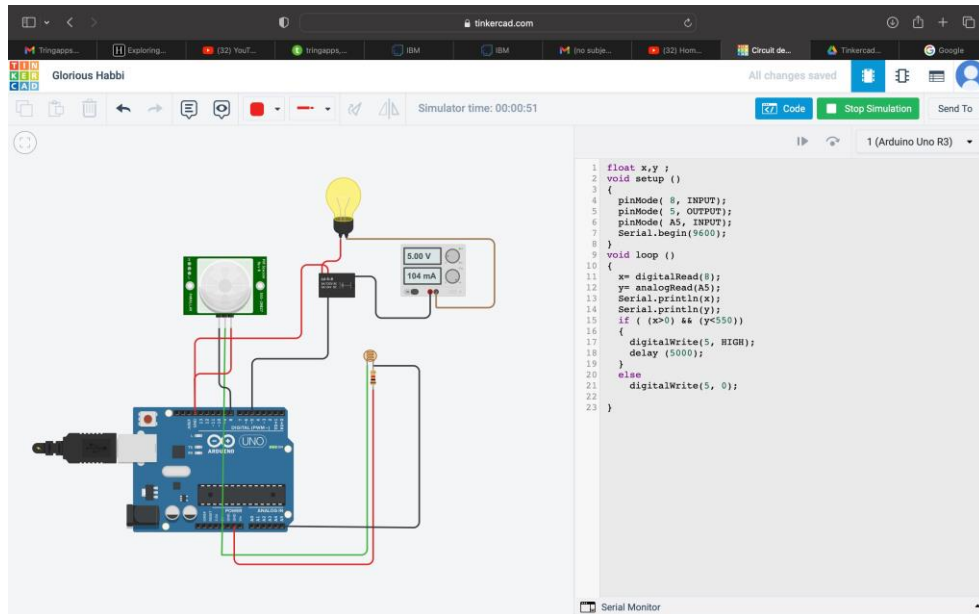 tinkercad.com
Tringapps...
Exploring...
(32) YouT...
tringapps,...
IBM
IBM
(no subje...
(32) Hom...
Circuit de...
Tinkercad...
Google
TIN
KER
CAD
Glorious Habbi
All changes saved
Simulator time: 00:00:51
Code
Stop Simulation
Send To
1 (Arduino Uno R3)
5.00 V
104 mA
DIGITAL (PWM~)
UNO
ARDUINO
POWER
ANALOG IN
1 float x,y ;
2 void setup ()
3 {
4 pinMode( 8, INPUT);
5 pinMode( 5, OUTPUT);
6 pinMode( A5, INPUT);
7 Serial.begin(9600);
8 }
9 void loop ()
10 {
11 x= digitalRead(8);
12 y= analogRead(A5);
13 Serial.println(x);
14 Serial.println(y);
15 if ( (x>0) && (y<550))
16 {
17 digitalWrite(5, HIGH);
18 delay (5000);
19 }
20 else
21 digitalWrite(5, 0);
22
23 }
Serial Monitor